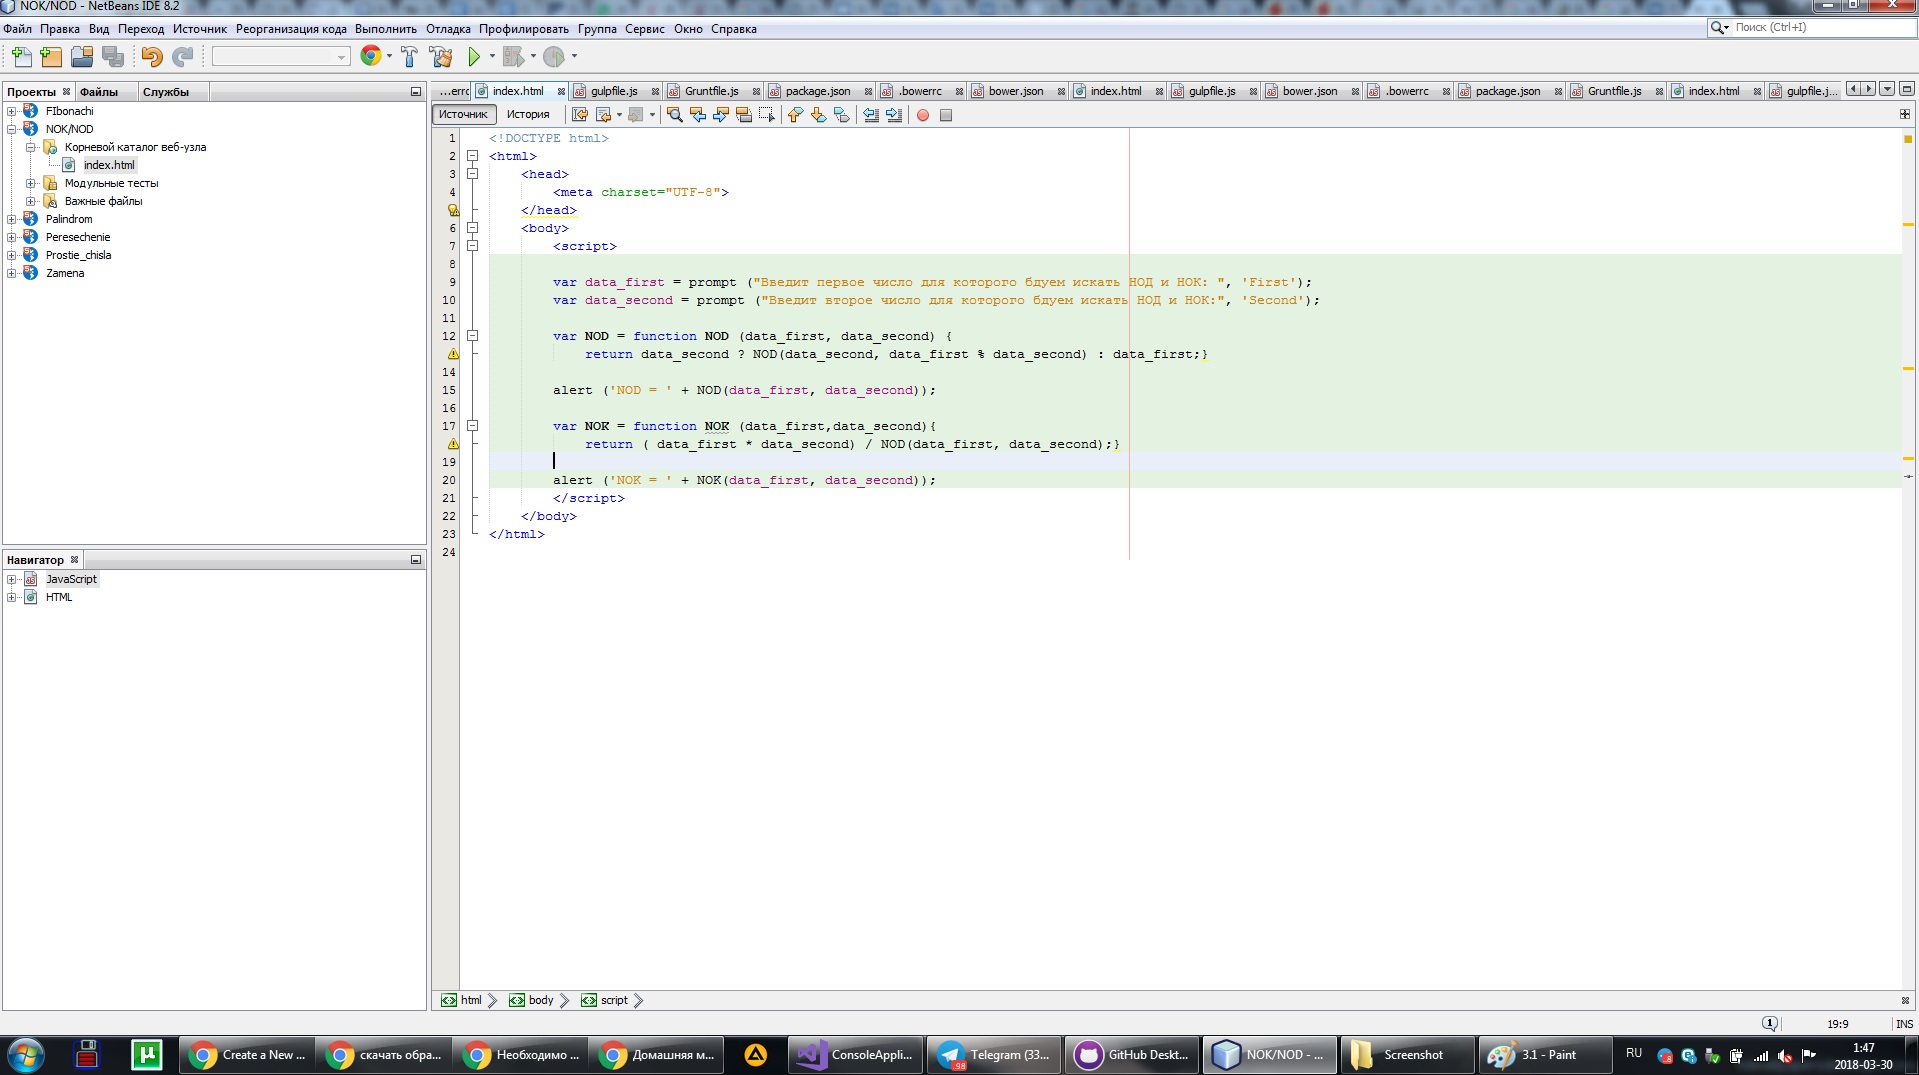 NOK/NOD - NetBeans IDE 8.2
Файл Правка Вид Переход Источник Реорганизация кода Выполнить Отладка Профилировать Группа Сервис Окно Справка
Поиск (Ctrl+I)
Проекты Файлы Службы
...erc index.html gulpfile.js Gruntfile.js package.json .bowerrc bower.json index.html gulpfile.js bower.json .bowerrc package.json Gruntfile.js index.html gulpfile.j...
Источник История
FIbonachi
NOK/NOD
Корневой каталог веб-узла
index.html
Модульные тесты
Важные файлы
Palindrom
Peresechenie
Prostie_chisla
Zamena
Навигатор
JavaScript
HTML
1 <!DOCTYPE html>
2 <html>
3 <head>
4 <meta charset="UTF-8">
</head>
6 <body>
7 <script>
8
9 var data_first = prompt ("Введит первое число для которого бдуем искать НОД и НОК: ", 'First');
10 var data_second = prompt ("Введит второе число для которого бдуем искать НОД и НОК:", 'Second');
11
12 var NOD = function NOD (data_first, data_second) {
return data_second ? NOD(data_second, data_first % data_second) : data_first;}
14
15 alert ('NOD = ' + NOD(data_first, data_second));
16
17 var NOK = function NOK (data_first,data_second){
return ( data_first * data_second) / NOD(data_first, data_second);}
19
20 alert ('NOK = ' + NOK(data_first, data_second));
21 </script>
22 </body>
23 </html>
24
html body script
1 19:9 INS
Create a New ... скачать обра... Необходимо ... Домашняя м... ConsoleAppli... Telegram (33... .98 GitHub Deskt... NOK/NOD - ... Screenshot 3.1 - Paint RU 1:47
2018-03-30